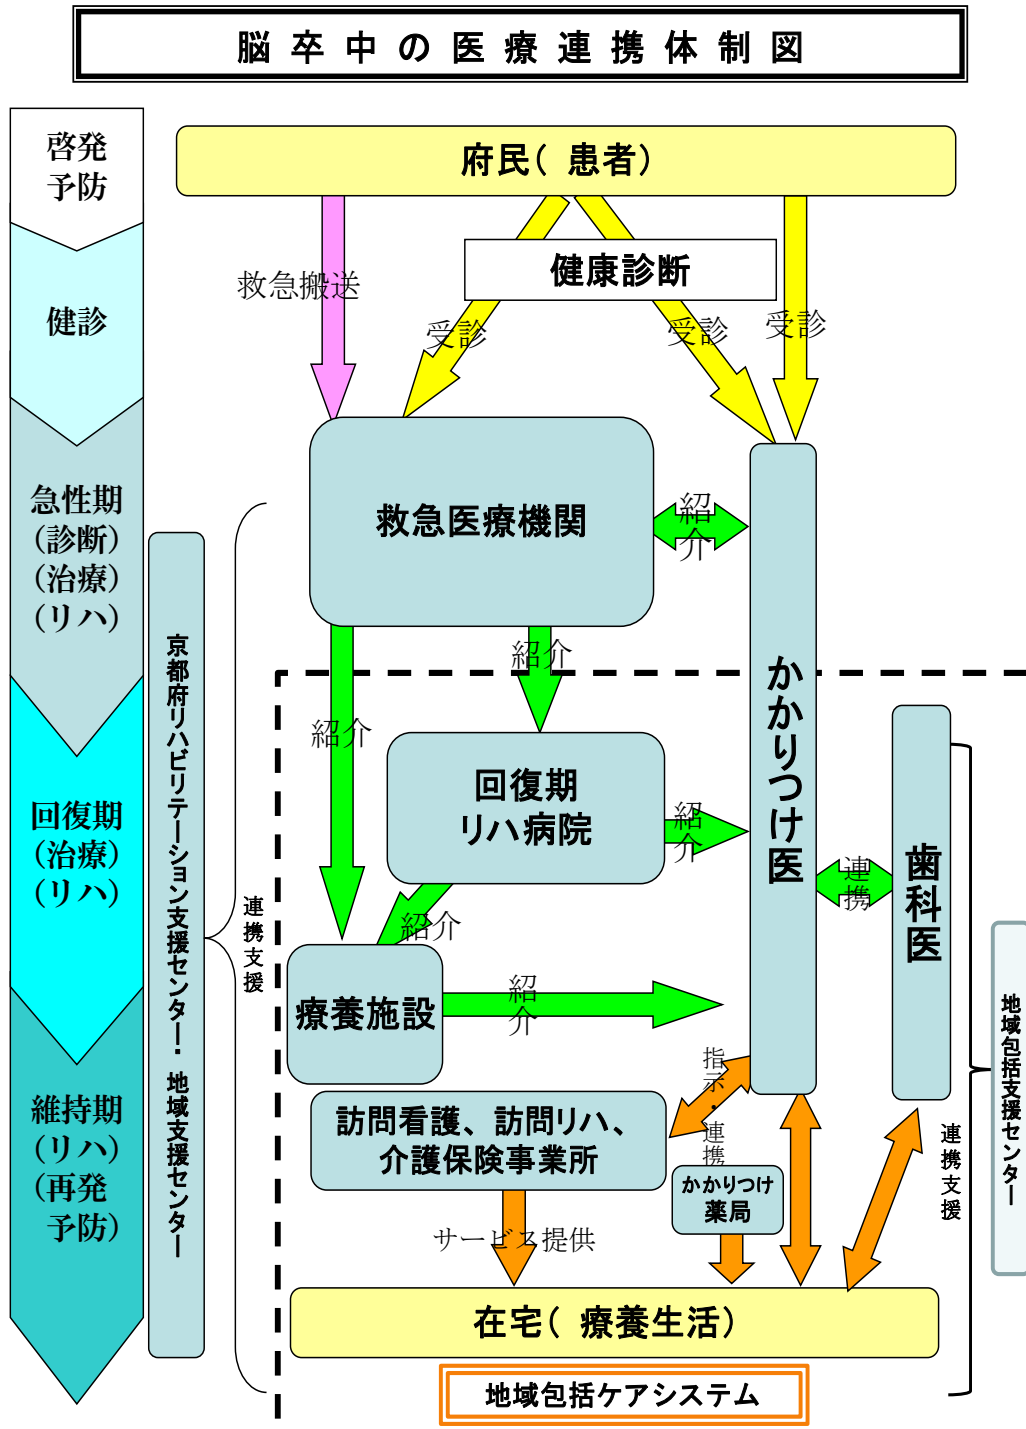 脳卒中の医療連携体制図
啓発
予防
健診
急性期
(診断)
(治療)
(リハ)
回復期
(治療)
(リハ)
維持期
(リハ)
(再発
予防)
府民( 患者)
健康診断
救急搬送
受診
受診
受診
救急医療機関
紹
介
紹介
紹介
回復期
リハ病院
紹
介
紹介
療養施設
紹
介
かかりつけ医
連
携
歯科医
京都府リハビリテーション支援センター・ 地域支援センター
連携支援
訪問看護、訪問リハ、
介護保険事業所
指示・連携
かかりつけ
薬局
サービス提供
在宅( 療養生活)
地域包括ケアシステム
連携支援
地域包括支援センター